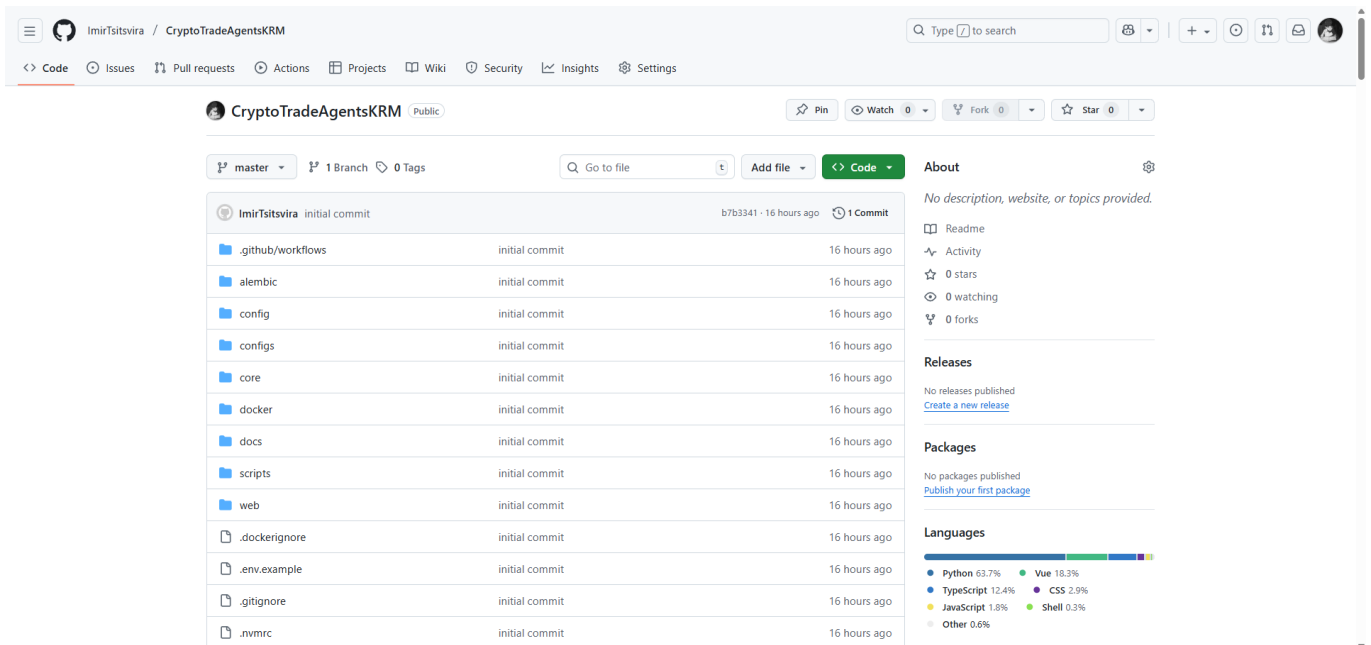 ImirTsitsvira / CryptoTradeAgentsKRM Type / to search
Code Issues Pull requests Actions Projects Wiki Security Insights Settings
CryptoTradeAgentsKRM Public Pin Watch 0 Fork 0 Star 0
master 1 Branch 0 Tags Go to file t Add file Code
ImirTsitsvira initial commit b7b3341 · 16 hours ago 1 Commit
.github/workflows initial commit 16 hours ago
alembic initial commit 16 hours ago
config initial commit 16 hours ago
configs initial commit 16 hours ago
core initial commit 16 hours ago
docker initial commit 16 hours ago
docs initial commit 16 hours ago
scripts initial commit 16 hours ago
web initial commit 16 hours ago
.dockerignore initial commit 16 hours ago
.env.example initial commit 16 hours ago
.gitignore initial commit 16 hours ago
.nvmrc initial commit 16 hours ago
About
No description, website, or topics provided.
Readme
Activity
0 stars
0 watching
0 forks
Releases
No releases published
Create a new release
Packages
No packages published
Publish your first package
Languages
Python 63.7% Vue 18.3%
TypeScript 12.4% CSS 2.9%
JavaScript 1.8% Shell 0.3%
Other 0.6%